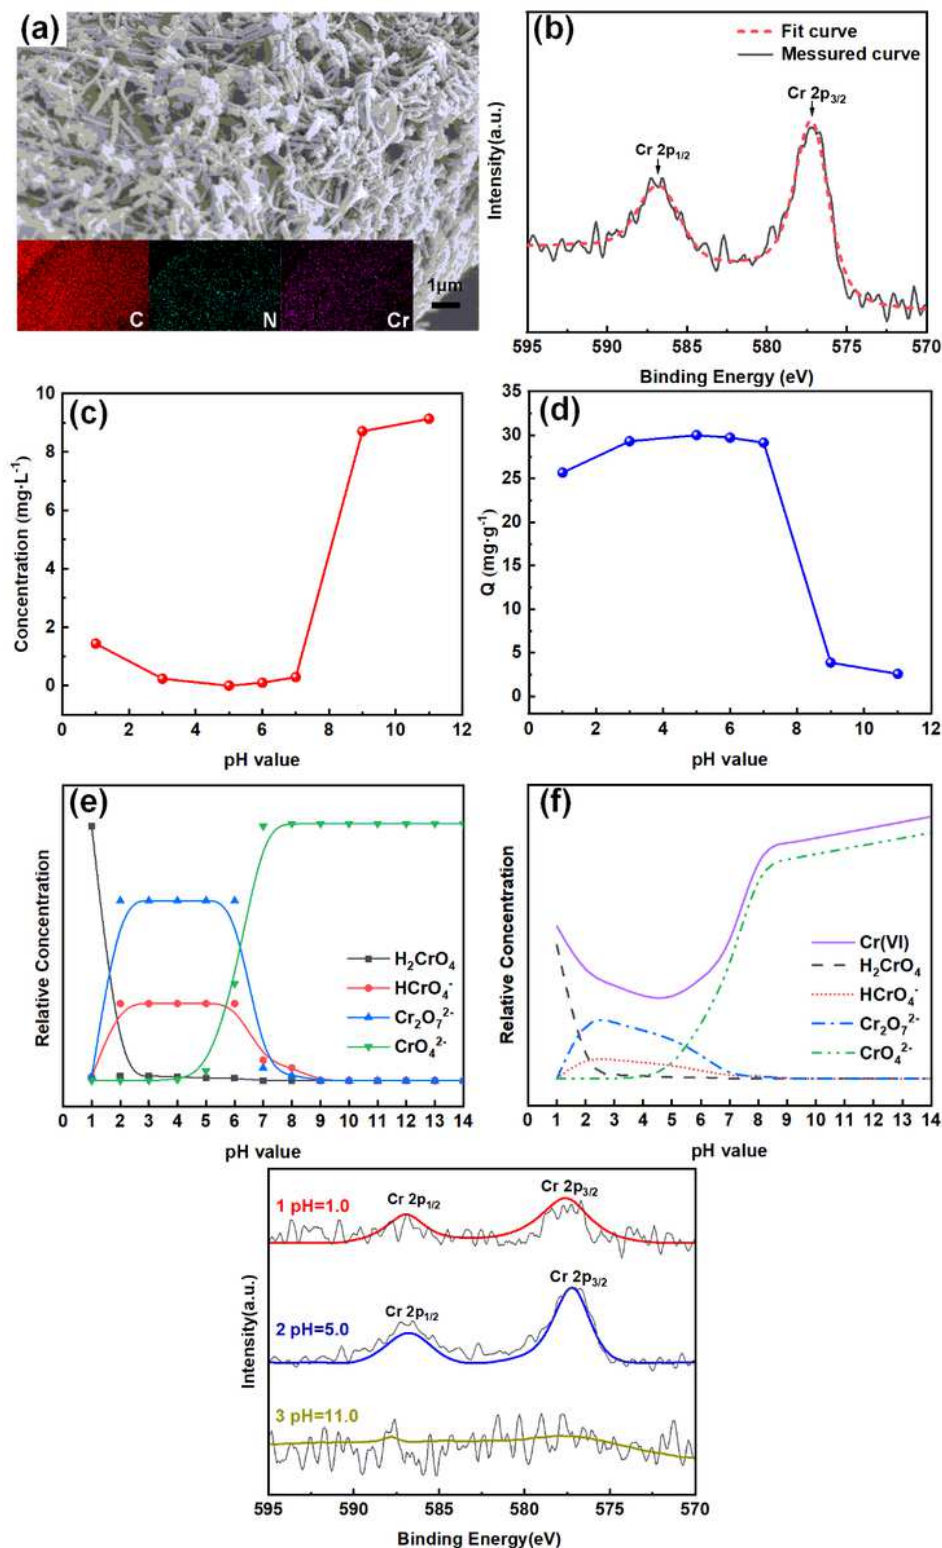 (a)
C
N
Cr
1μm
(b)
Fit curve
Messured curve
Cr 2p3/2
Cr 2p1/2
Intensity(a.u.)
595 590 585 580 575 570
Binding Energy (eV)
(c)
10
8
6
4
2
0
Concentration (mg·L-1)
0 2 4 6 8 10 12
pH value
(d)
35
30
25
20
15
10
5
0
Q (mg·g-1)
0 2 4 6 8 10 12
pH value
(e)
Relative Concentration
H2CrO4
HCrO4-
Cr2O72-
CrO42-
0 1 2 3 4 5 6 7 8 9 10 11 12 13 14
pH value
(f)
Relative Concentration
Cr(VI)
H2CrO4
HCrO4-
Cr2O72-
CrO42-
0 1 2 3 4 5 6 7 8 9 10 11 12 13 14
pH value
1 pH=1.0
Cr 2p1/2
Cr 2p3/2
2 pH=5.0
Cr 2p1/2
Cr 2p3/2
3 pH=11.0
Intensity(a.u.)
595 590 585 580 575 570
Binding Energy(eV)